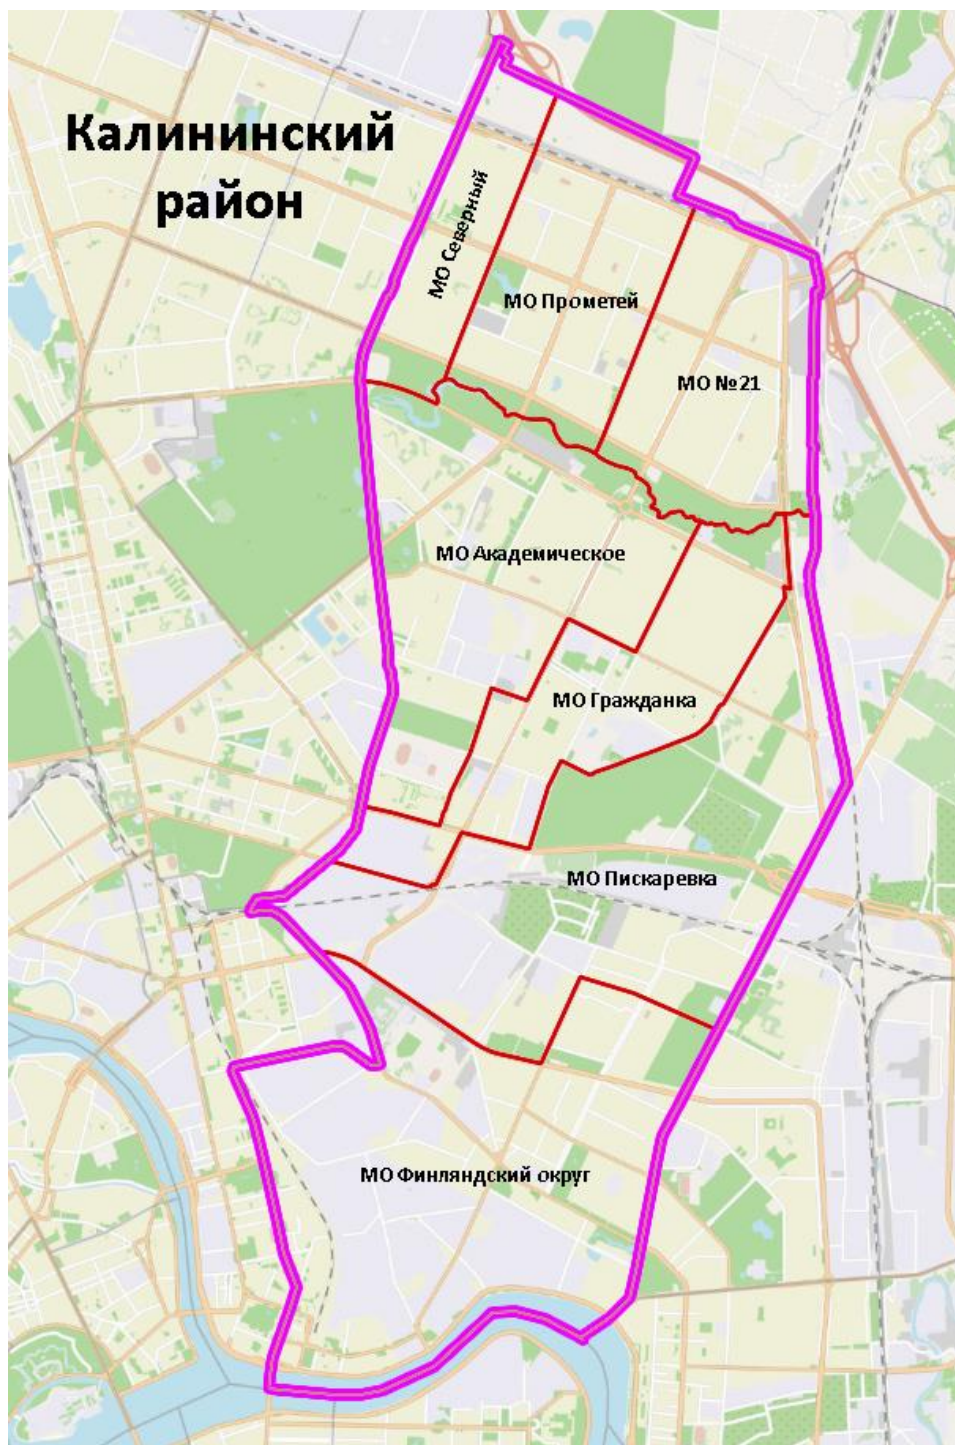 Калининский
район
МО Северный
МО Прометей
МО №21
МО Академическое
МО Гражданка
МО Пискаревка
МО Финляндский округ